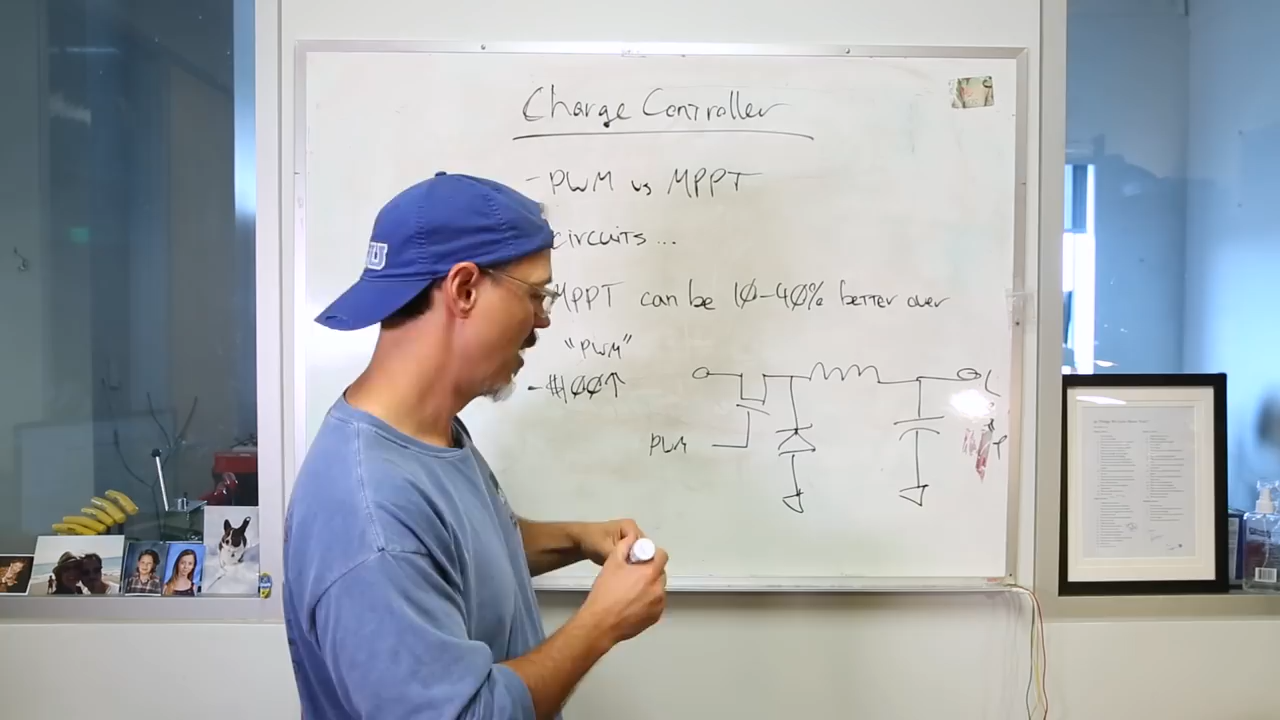 Charge Controller
- PWM vs MPPT
circuits...
MPPT can be 10-40% better over
"PWM"
- $100↑
PWM